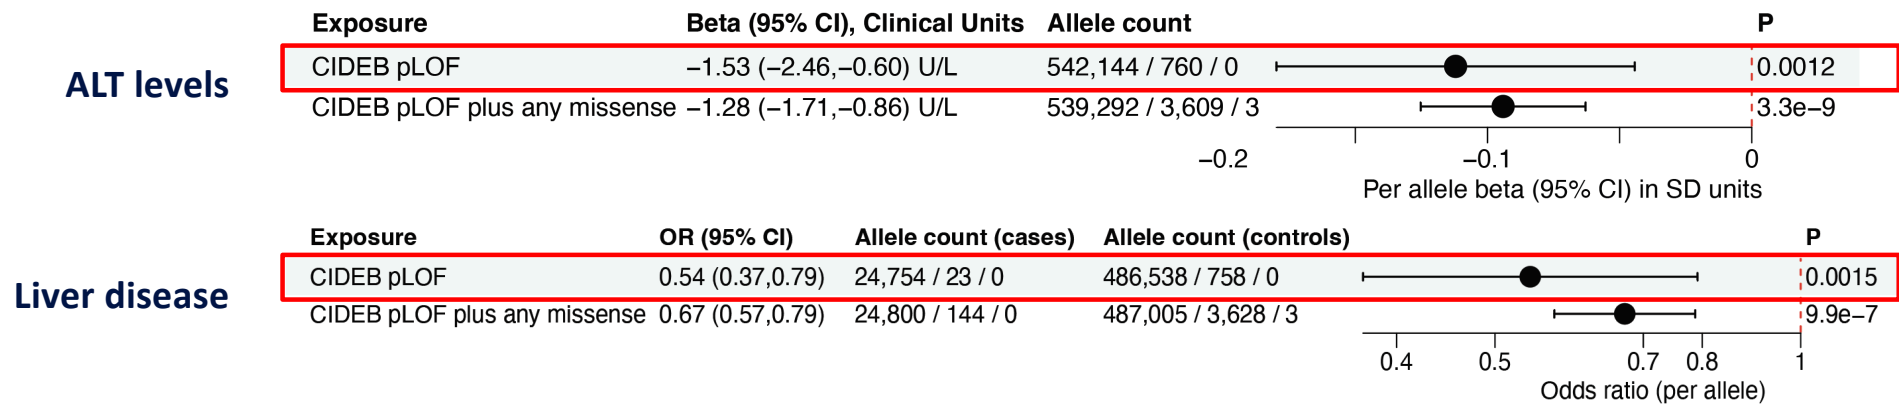 Exposure Beta (95% CI), Clinical Units Allele count P
ALT levels
CIDEB pLOF −1.53 (−2.46,−0.60) U/L 542,144 / 760 / 0 0.0012
CIDEB pLOF plus any missense −1.28 (−1.71,−0.86) U/L 539,292 / 3,609 / 3 3.3e−9
−0.2 −0.1 0
Per allele beta (95% CI) in SD units
Exposure OR (95% CI) Allele count (cases) Allele count (controls) P
Liver disease
CIDEB pLOF 0.54 (0.37,0.79) 24,754 / 23 / 0 486,538 / 758 / 0 0.0015
CIDEB pLOF plus any missense 0.67 (0.57,0.79) 24,800 / 144 / 0 487,005 / 3,628 / 3 9.9e−7
0.4 0.5 0.7 0.8 1
Odds ratio (per allele)